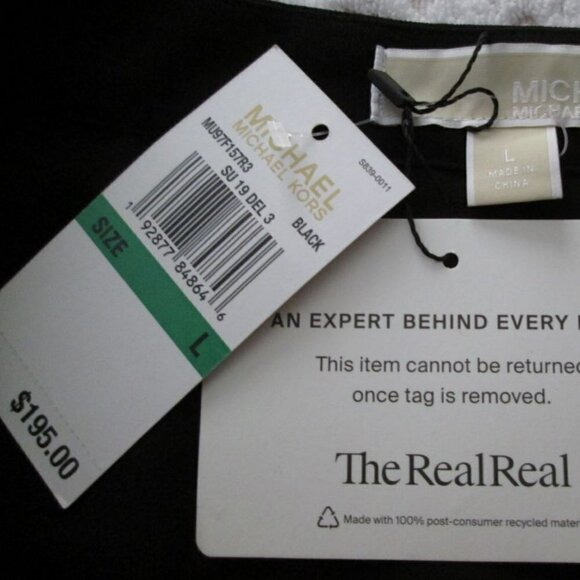 MICHAEL
MICHAEL KORS
MU97F157R3
SU 19 DEL 3
BLACK
S839-0011
1 92877 84864 6
SIZE
L
$195.00
MICH
MICHAE
L
MADE IN
CHINA
AN EXPERT BEHIND EVERY
This item cannot be returned
once tag is removed.
The RealReal
Made with 100% post-consumer recycled mater